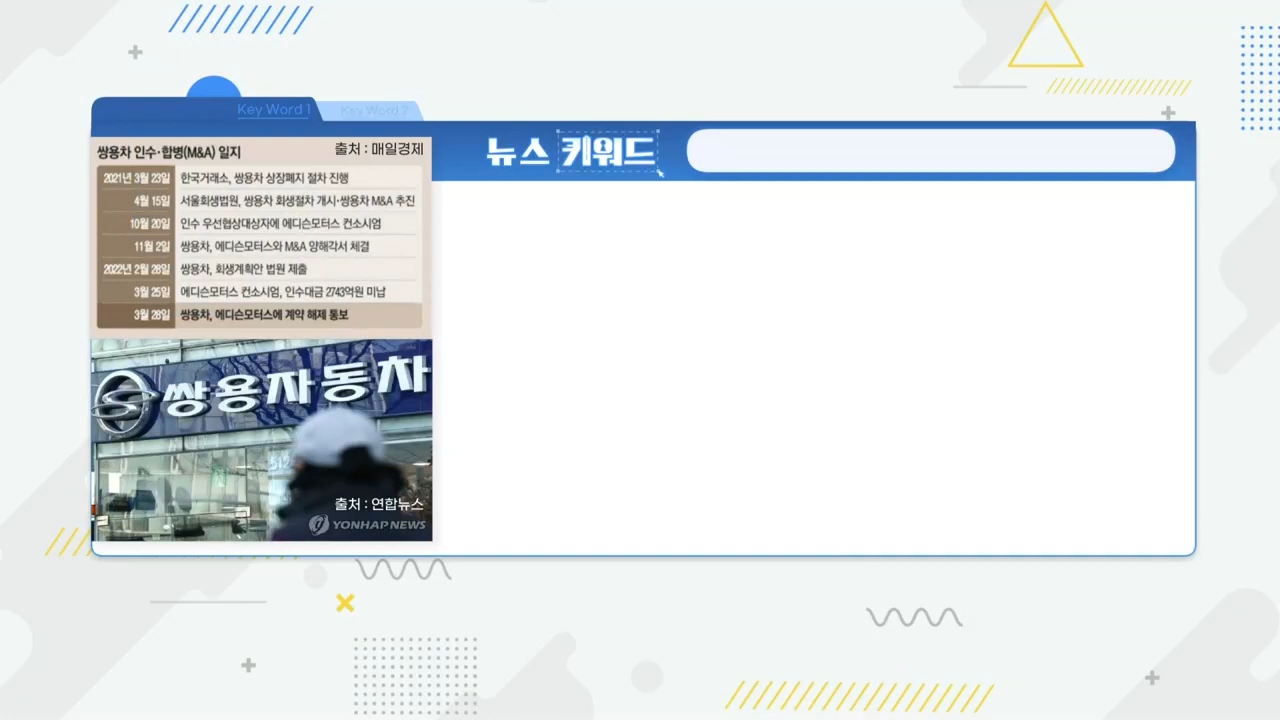 Key Word 1
Key Word 2
뉴스 키워드
쌍용차 인수·합병(M&A) 일지
출처 : 매일경제
2021년 3월 23일 한국거래소, 쌍용차 상장폐지 절차 진행
4월 15일 서울회생법원, 쌍용차 회생절차 개시·쌍용차 M&A 추진
10월 20일 인수 우선협상대상자에 에디슨모터스 컨소시엄
11월 2일 쌍용차, 에디슨모터스와 M&A 양해각서 체결
2022년 2월 28일 쌍용차, 회생계획안 법원 제출
3월 25일 에디슨모터스 컨소시엄, 인수대금 2743억원 미납
3월 28일 쌍용차, 에디슨모터스에 계약 해제 통보
쌍용자동차
출처 : 연합뉴스
YONHAP NEWS